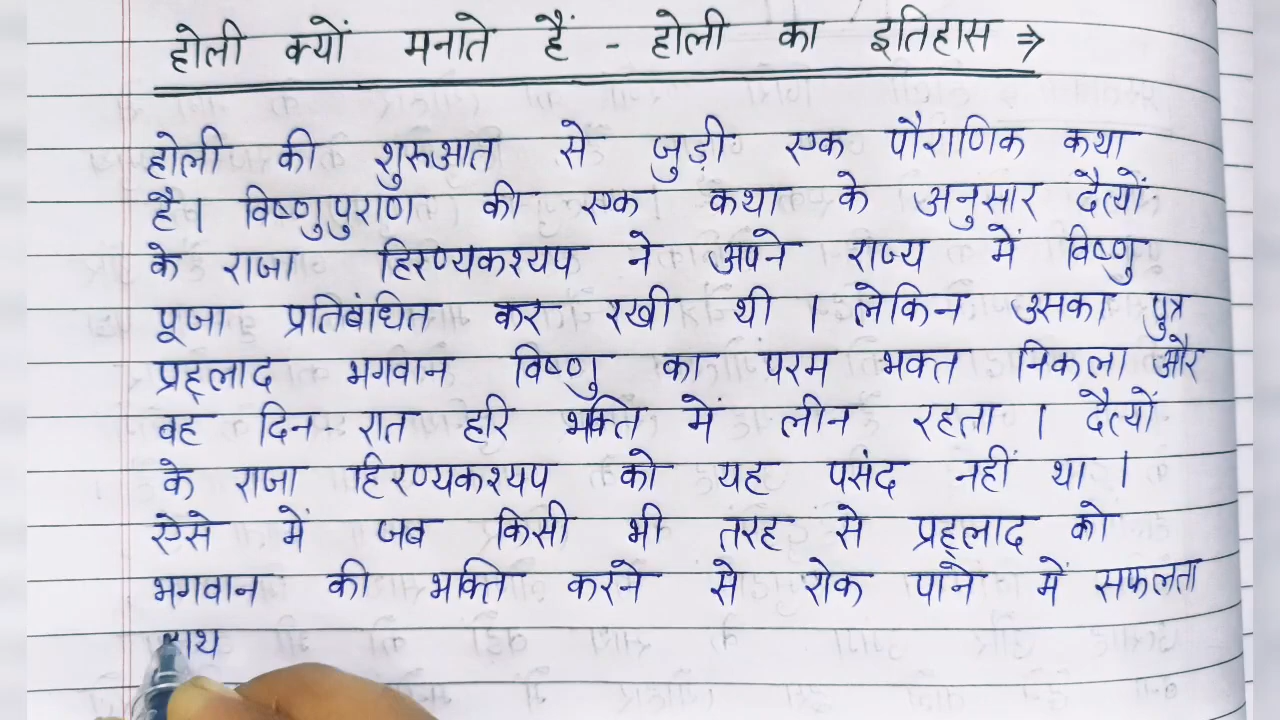 होली क्यों मनाते हैं - होली का इतिहास ⇒
होली की शुरुआत से जुड़ी एक पौराणिक कथा
है। विष्णुपुराण की एक कथा के अनुसार दैत्यों
के राजा हिरण्यकश्यप ने अपने राज्य में विष्णु
पूजा प्रतिबंधित कर रखी थी । लेकिन उसका पुत्र
प्रह्लाद भगवान विष्णु का परम भक्त निकला और
वह दिन-रात हरि भक्ति में लीन रहता । दैत्यों
के राजा हिरण्यकश्यप को यह पसंद नहीं था ।
ऐसे में जब किसी भी तरह से प्रह्लाद को
भगवान की भक्ति करने से रोक पाने में सफलता